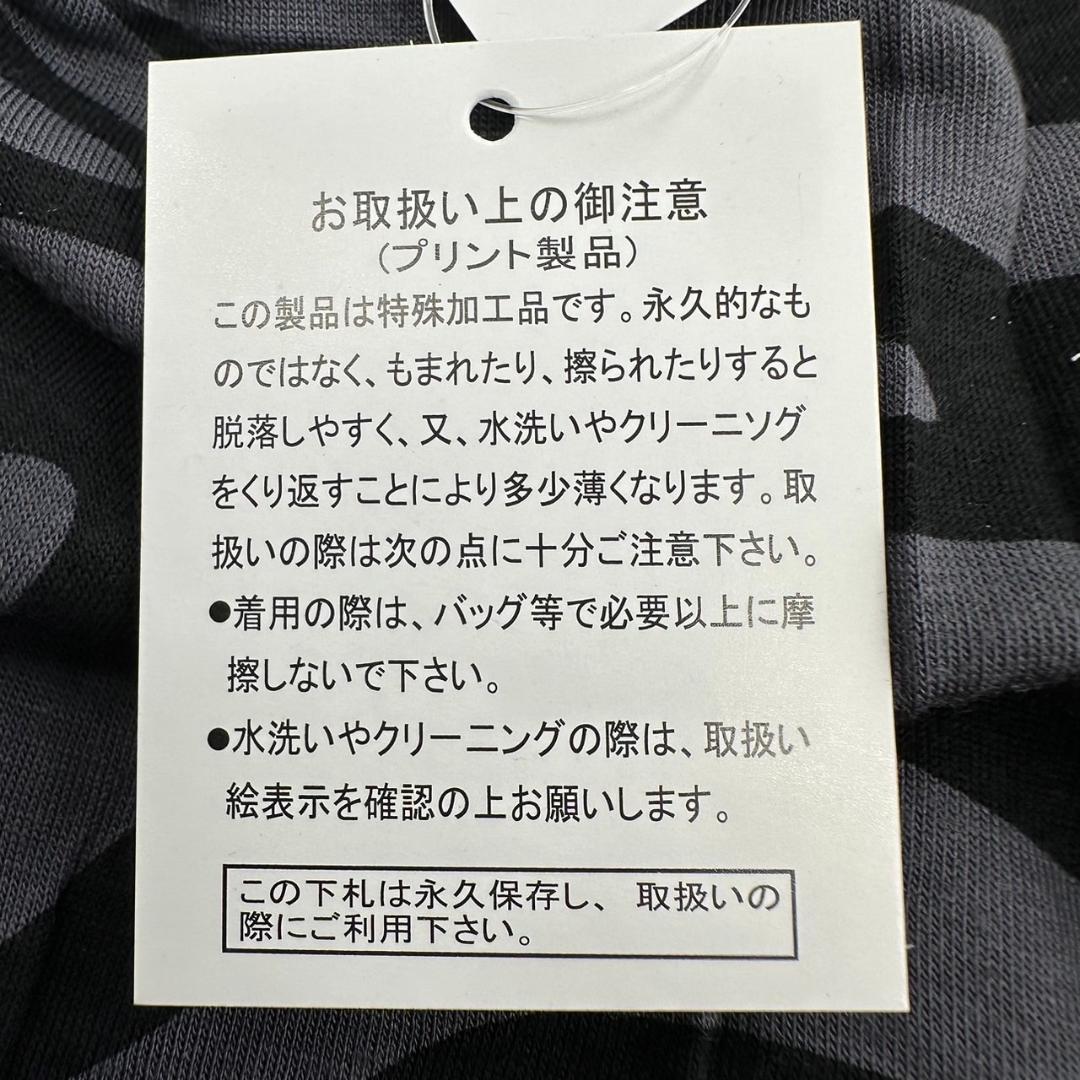 お取扱い上の御注意
(プリント製品)
この製品は特殊加工品です。永久的なも
のではなく、もまれたり、擦られたりすると
脱落しやすく、又、水洗いやクリーニソグ
をくり返すことにより多少薄くなります。取
扱いの際は次の点に十分ご注意下さい。
●着用の際は、バッグ等で必要以上に摩
擦しないで下さい。
●水洗いやクリーニングの際は、取扱い
絵表示を確認の上お願いします。
この下札は永久保存し、取扱いの
際にご利用下さい。